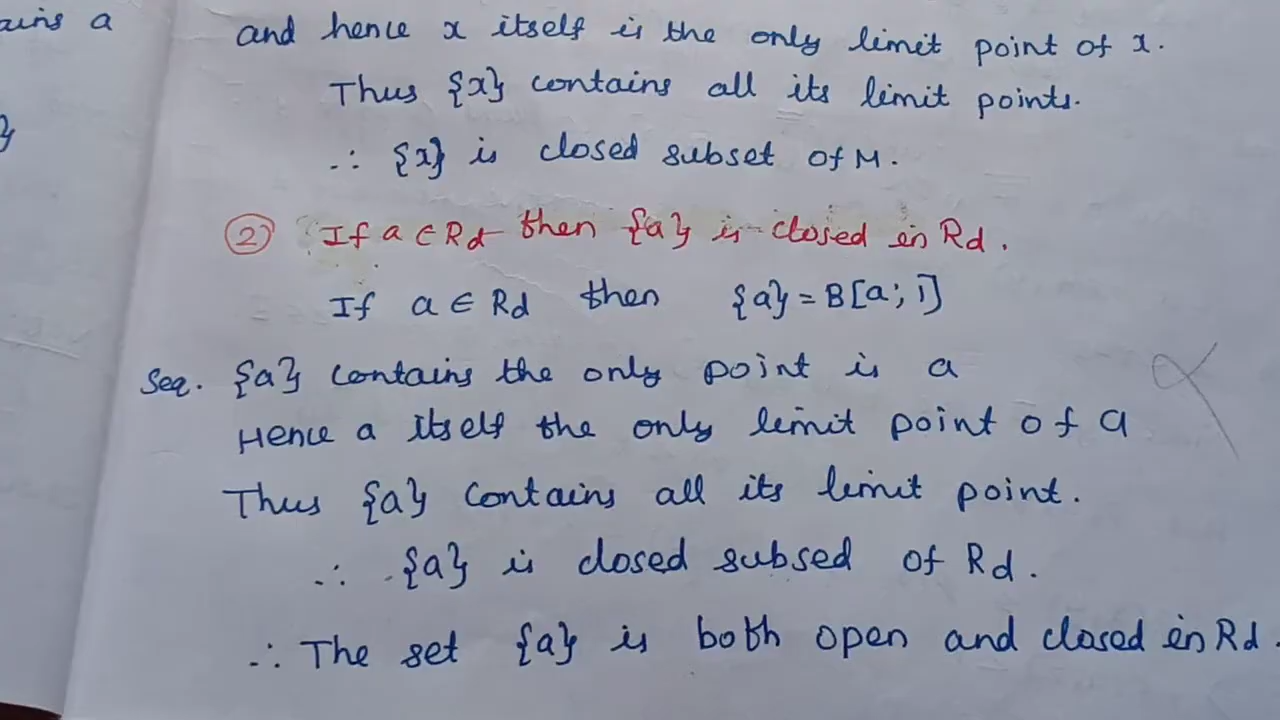 ains a
and hence x itself is the only limit point of x.
Thus {x} contains all its limit points.
}
∴ {x} is closed subset of M.
② If a ∈ Rd then {a} is closed in Rd.
If a ∈ Rd then {a} = B[a; 1]
Seq. {a} contains the only point is a
Hence a itself the only limit point of a
Thus {a} contains all its limit point.
∴ {a} is closed subsed of Rd.
∴ The set {a} is both open and closed in Rd.